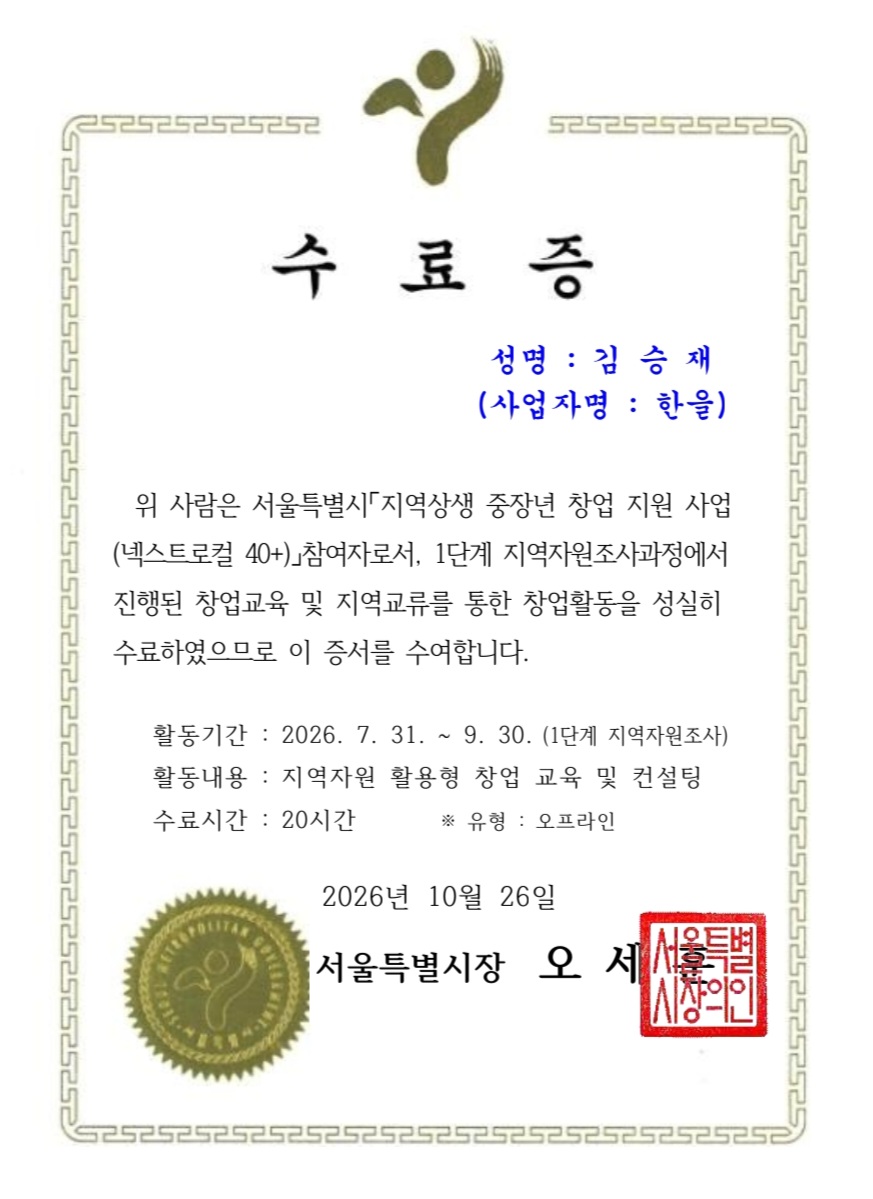 수 료 증
성명 : 김 승 재
(사업자명 : 한을)
위 사람은 서울특별시「지역상생 중장년 창업 지원 사업
(넥스트로컬 40+)」참여자로서, 1단계 지역자원조사과정에서
진행된 창업교육 및 지역교류를 통한 창업활동을 성실히
수료하였으므로 이 증서를 수여합니다.
활동기간 : 2026. 7. 31. ~ 9. 30. (1단계 지역자원조사)
활동내용 : 지역자원 활용형 창업 교육 및 컨설팅
수료시간 : 20시간 ※ 유형 : 오프라인
2026년 10월 26일
서울특별시장 오 세 훈
서울특별
시장의인
SEOUL METROPOLITAN GOVERNMENT